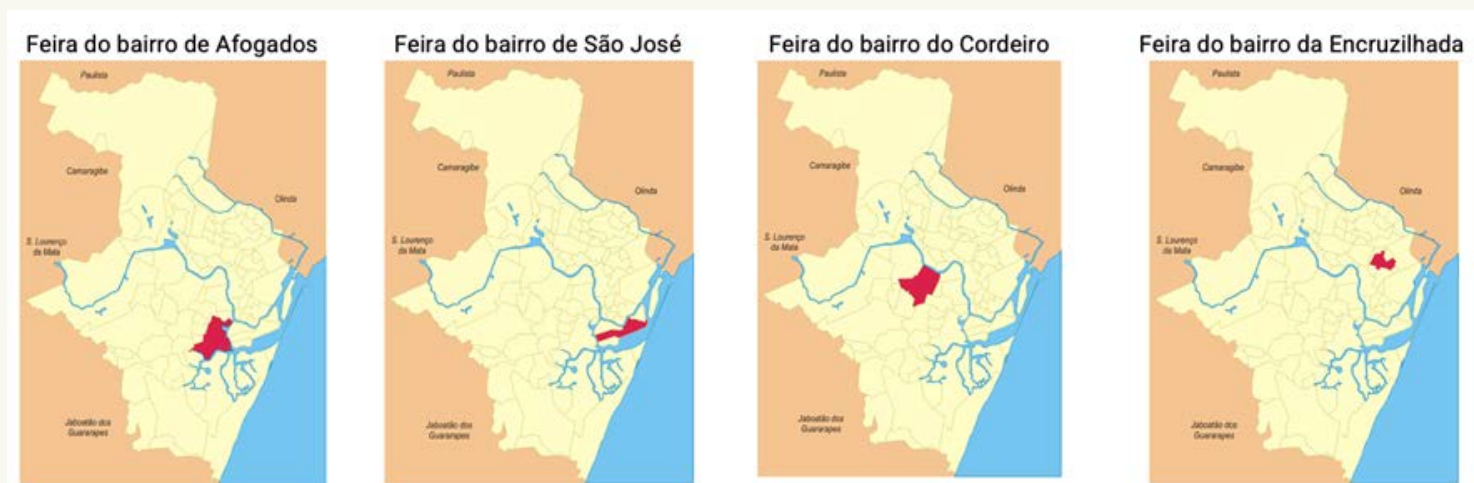 Feira do bairro de Afogados
Paulista
Camaragibe
Olinda
S. Lourenço
da Mata
Jaboatão dos
Guararapes
Feira do bairro de São José
Paulista
Camaragibe
Olinda
S. Lourenço
da Mata
Jaboatão dos
Guararapes
Feira do bairro do Cordeiro
Paulista
Camaragibe
Olinda
S. Lourenço
da Mata
Jaboatão dos
Guararapes
Feira do bairro da Encruzilhada
Paulista
Camaragibe
Olinda
S. Lourenço
da Mata
Jaboatão dos
Guararapes